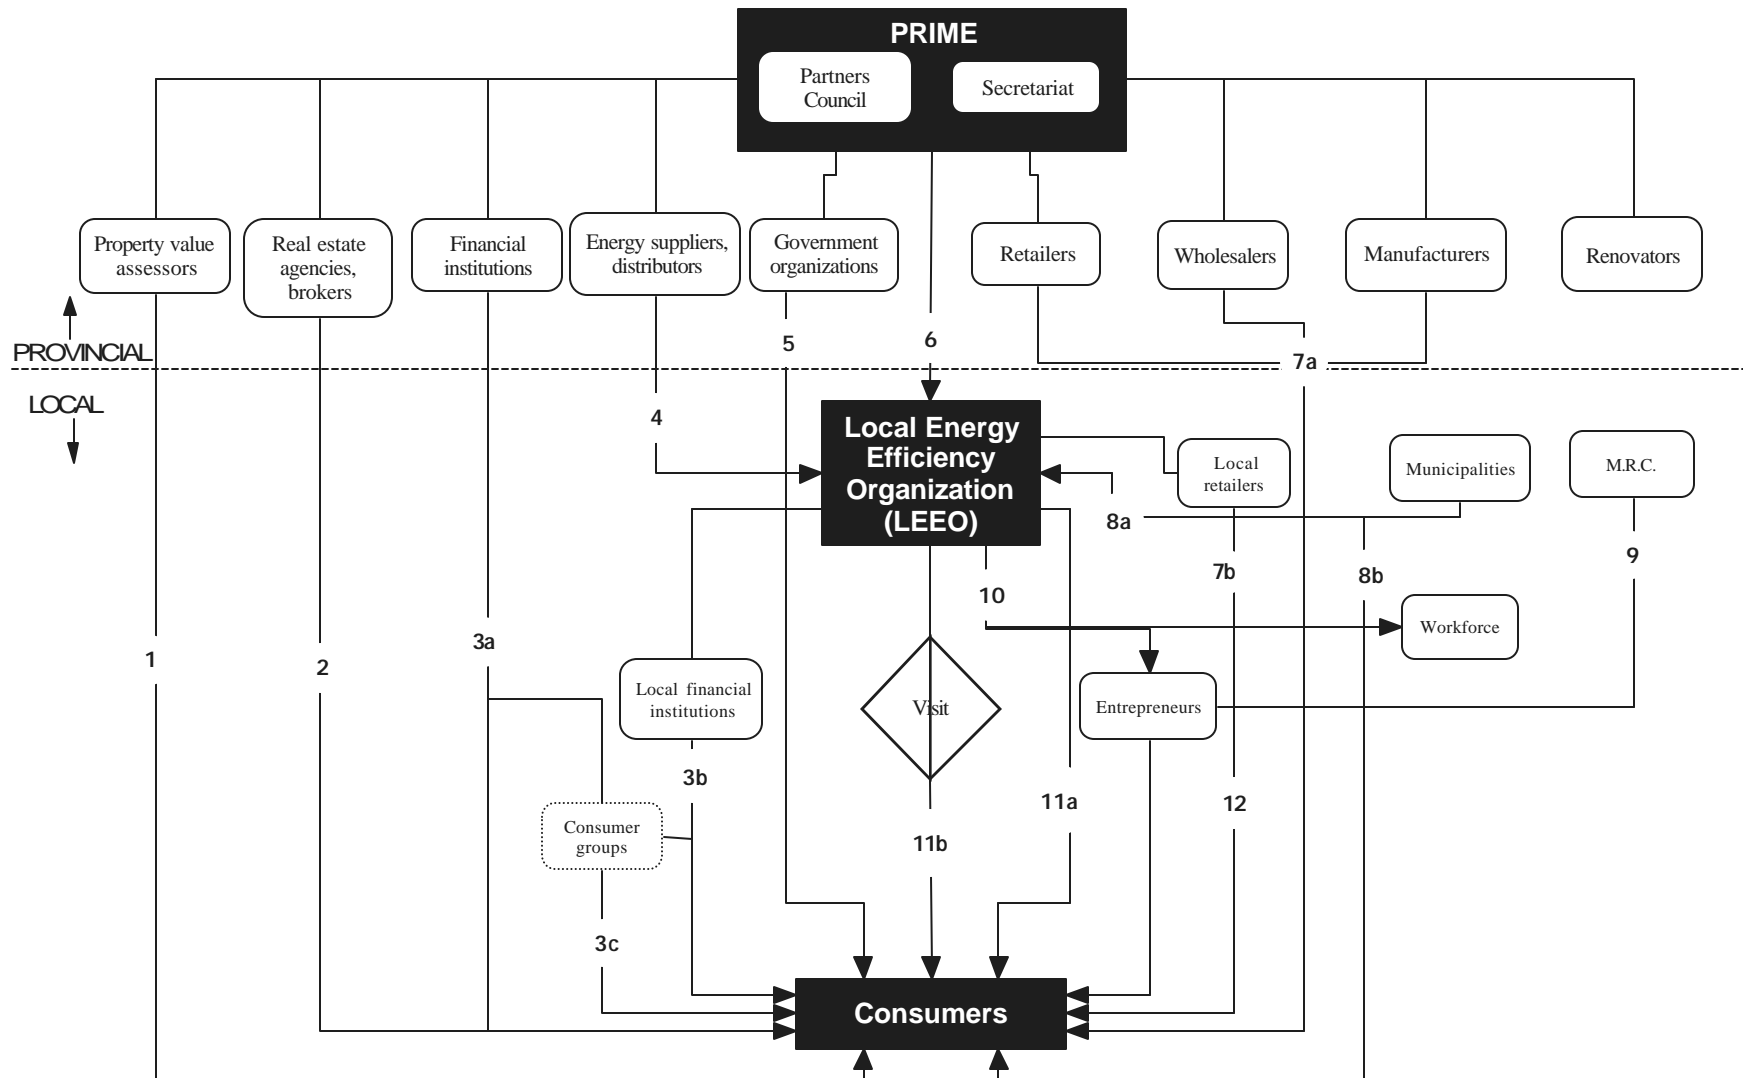 PRIME
Partners
Council
Secretariat
Property value
assessors
Real estate
agencies,
brokers
Financial
institutions
Energy suppliers,
distributors
Government
organizations
Retailers
Wholesalers
Manufacturers
Renovators
5
6
PROVINCIAL
7a
LOCAL
4
Local Energy
Efficiency
Organization
(LEEO)
Local
retailers
Municipalities
M.R.C.
8a
7b
8b
9
10
Workforce
1
2
3a
Local financial
institutions
Visit
Entrepreneurs
3b
11a
12
Consumer
groups
11b
3c
Consumers